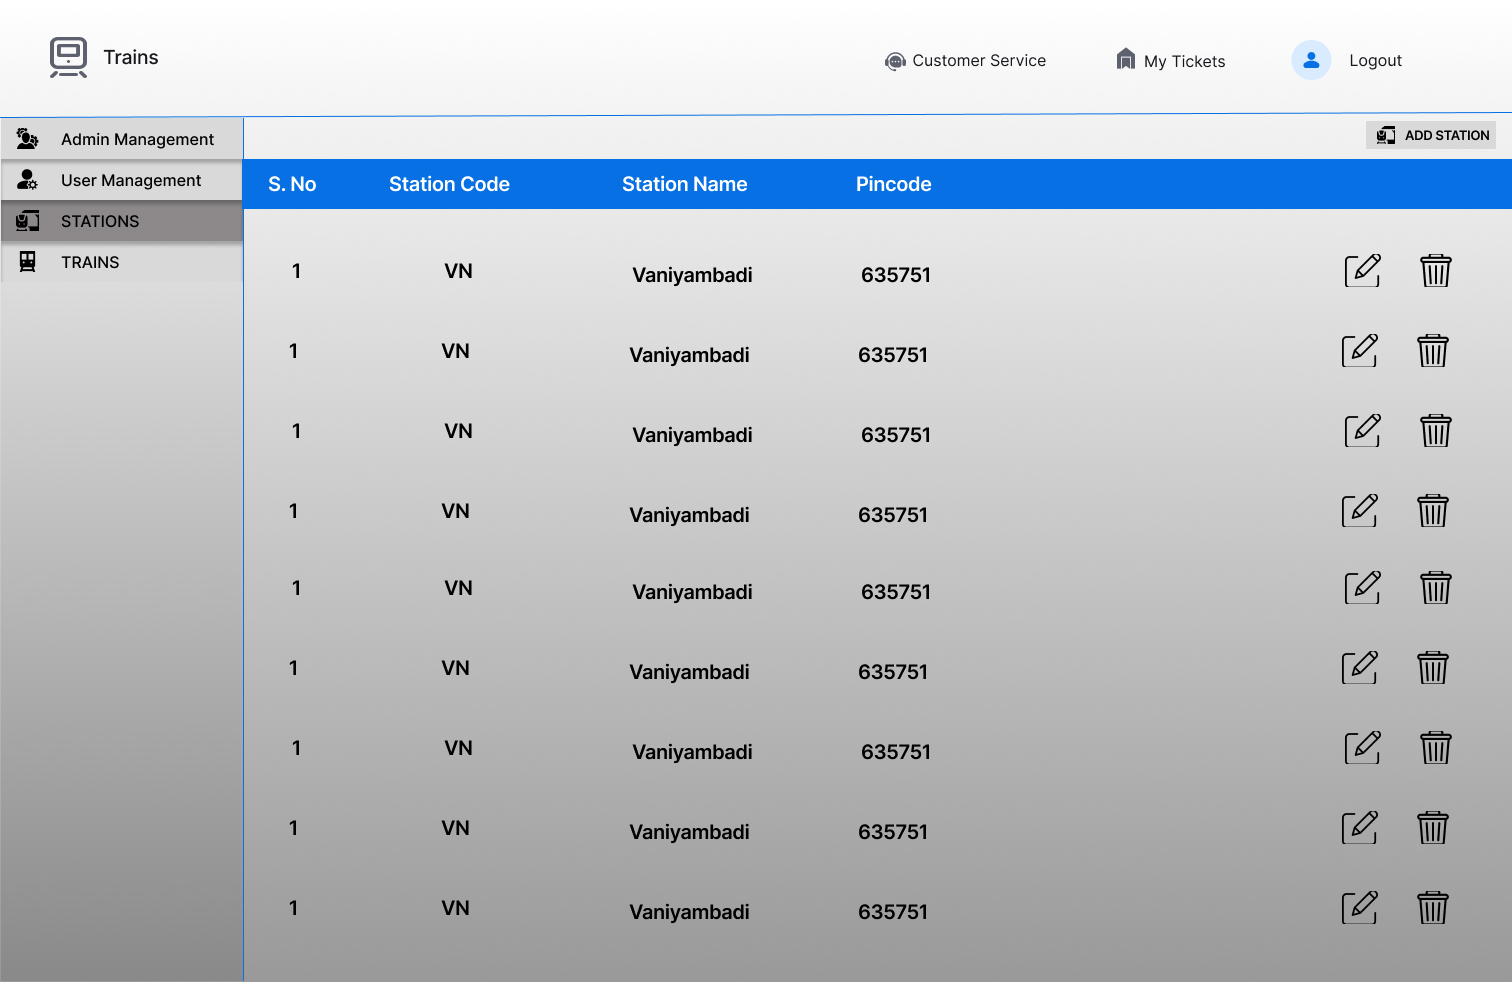 Trains
Customer Service
My Tickets
Logout
Admin Management
ADD STATION
User Management
S. No Station Code Station Name Pincode
STATIONS
TRAINS
1 VN Vaniyambadi 635751
1 VN Vaniyambadi 635751
1 VN Vaniyambadi 635751
1 VN Vaniyambadi 635751
1 VN Vaniyambadi 635751
1 VN Vaniyambadi 635751
1 VN Vaniyambadi 635751
1 VN Vaniyambadi 635751
1 VN Vaniyambadi 635751